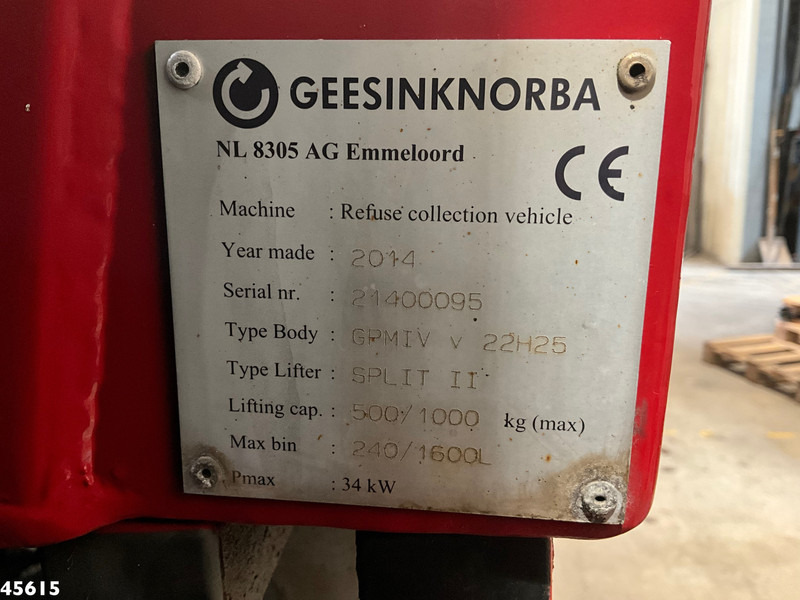 GEESINKNORBA
NL 8305 AG Emmeloord
CE
Machine : Refuse collection vehicle
Year made : 2014
Serial nr. : 21400095
Type Body : GPMIV v 22H25
Type Lifter : SPLIT II
Lifting cap. : 500/1000 kg (max)
Max bin : 240/1600L
Pmax : 34 kW
45615